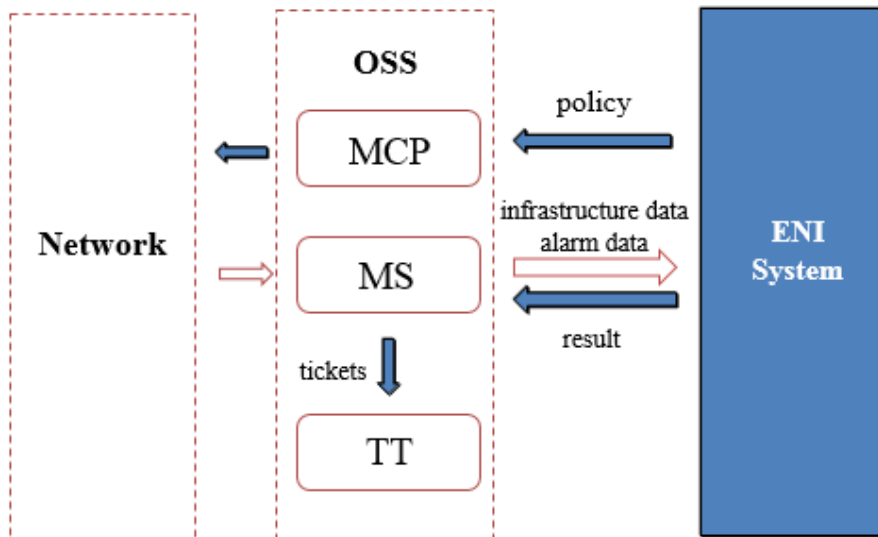 OSS
policy
MCP
infrastructure data
alarm data
Network
MS
ENI
System
result
tickets
TT